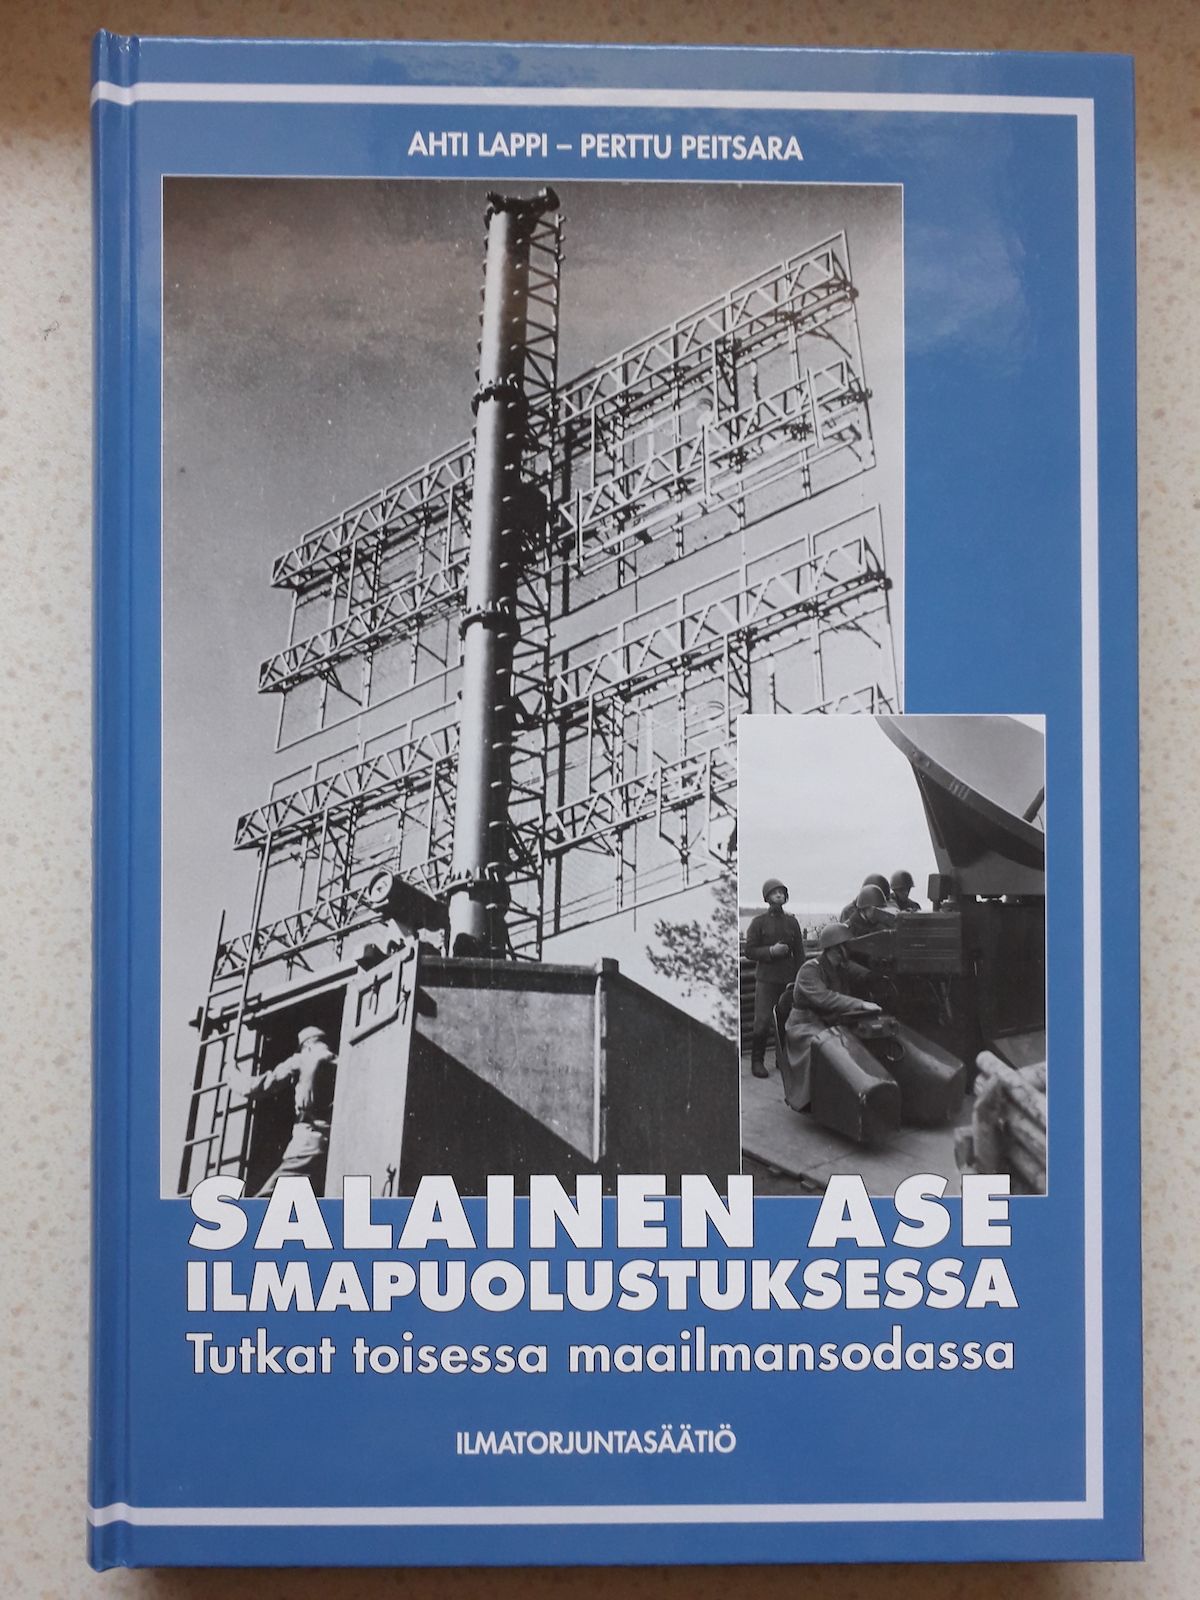 AHTI LAPPI – PERTTU PEITSARA
SALAINEN ASE
ILMAPUOLUSTUKSESSA
Tutkat toisessa maailmansodassa
ILMATORJUNTASÄÄTIÖ